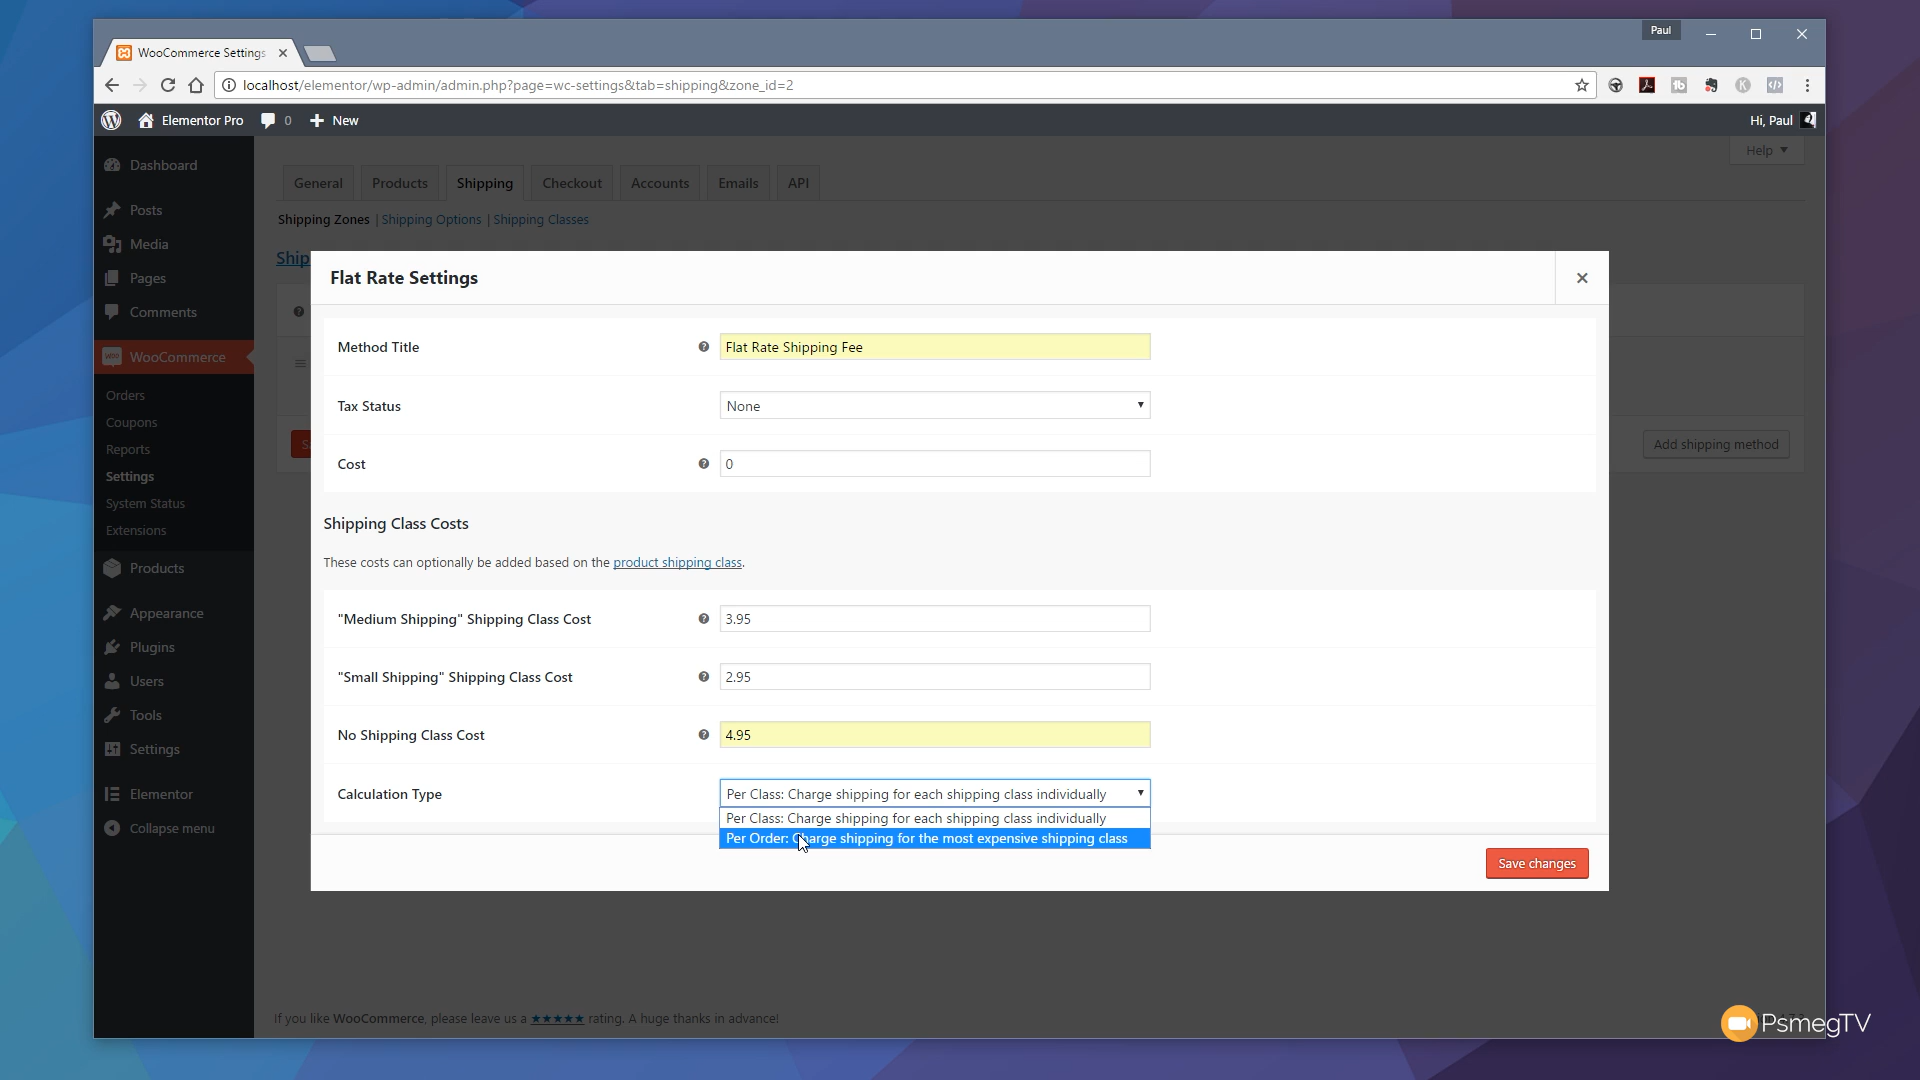 Paul
WooCommerce Settings
localhost/elementor/wp-admin/admin.php?page=wc-settings&tab=shipping&zone_id=2
Elementor Pro 0 New
Hi, Paul
Help
Dashboard
Posts
Media
Pages
Comments
WooCommerce
Orders
Coupons
Reports
Settings
System Status
Extensions
Products
Appearance
Plugins
Users
Tools
Settings
Elementor
Collapse menu
General Products Shipping Checkout Accounts Emails API
Shipping Zones | Shipping Options | Shipping Classes
Ship
Flat Rate Settings
Method Title
Flat Rate Shipping Fee
Tax Status
None
Cost
0
Add shipping method
Shipping Class Costs
These costs can optionally be added based on the product shipping class.
"Medium Shipping" Shipping Class Cost
3.95
"Small Shipping" Shipping Class Cost
2.95
No Shipping Class Cost
4.95
Calculation Type
Per Class: Charge shipping for each shipping class individually
Per Class: Charge shipping for each shipping class individually
Per Order: Charge shipping for the most expensive shipping class
Save changes
If you like WooCommerce, please leave us a ★★★★★ rating. A huge thanks in advance!
PsmegTV